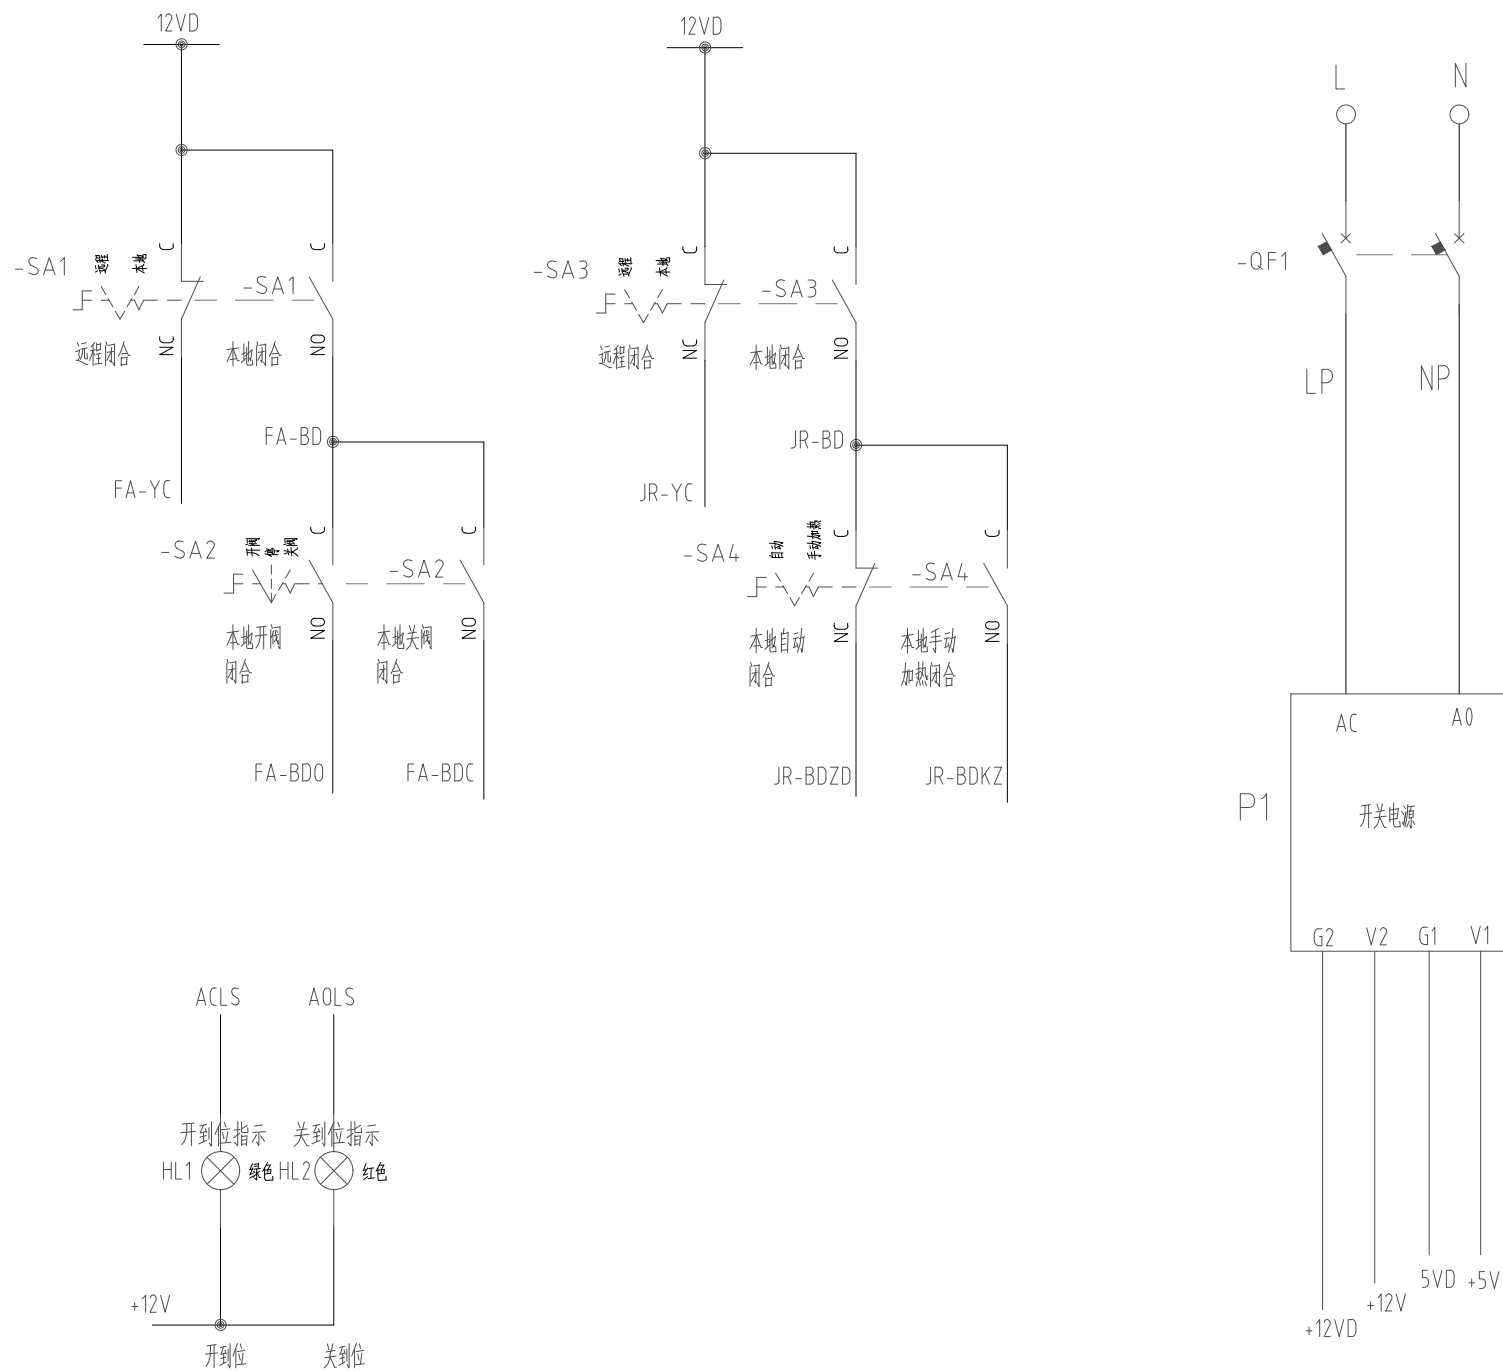 12VD
-SA1
远程
本地
C
-SA1
C
远程闭合
NC
本地闭合
NO
FA-BD
FA-YC
-SA2
开阀
停
关阀
C
-SA2
C
本地开阀
闭合
NO
本地关阀
闭合
NO
FA-BDO
FA-BDC
12VD
-SA3
远程
本地
C
-SA3
C
远程闭合
NC
本地闭合
NO
JR-BD
JR-YC
-SA4
自动
手动加热
C
-SA4
C
本地自动
闭合
NC
本地手动
加热闭合
NO
JR-BDZD
JR-BDKZ
L
N
-QF1
LP
NP
AC
A0
P1
开关电源
G2
V2
G1
V1
5VD
+5V
+12V
+12VD
ACLS
AOLS
开到位指示
关到位指示
HL1
绿色
HL2
红色
+12V
开到位
关到位